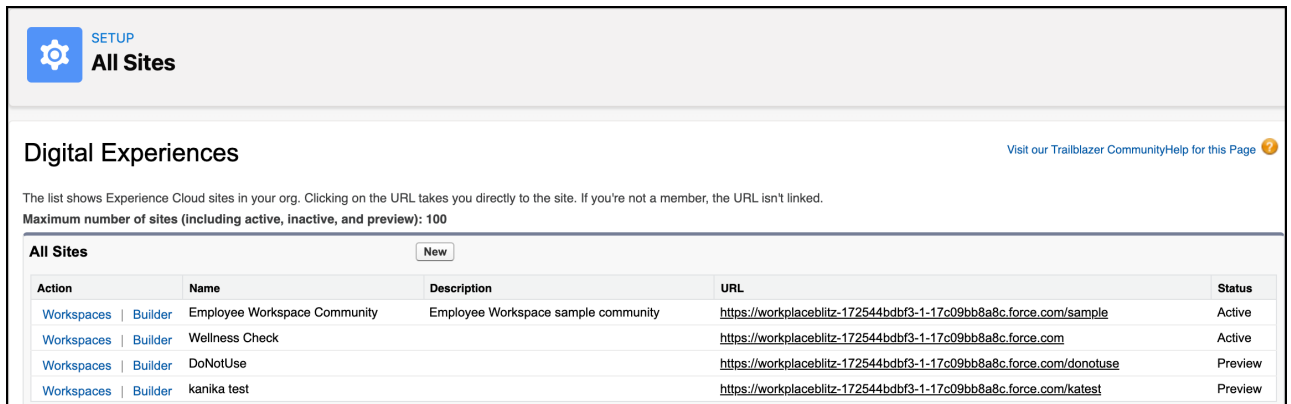 SETUP
All Sites
Digital Experiences
Visit our Trailblazer CommunityHelp for this Page ?
The list shows Experience Cloud sites in your org. Clicking on the URL takes you directly to the site. If you're not a member, the URL isn't linked.
Maximum number of sites (including active, inactive, and preview): 100
All Sites New
Action Name Description URL Status
Workspaces | Builder Employee Workspace Community Employee Workspace sample community https://workplaceblitz-172544bdbf3-1-17c09bb8a8c.force.com/sample Active
Workspaces | Builder Wellness Check https://workplaceblitz-172544bdbf3-1-17c09bb8a8c.force.com Active
Workspaces | Builder DoNotUse https://workplaceblitz-172544bdbf3-1-17c09bb8a8c.force.com/donotuse Preview
Workspaces | Builder kanika test https://workplaceblitz-172544bdbf3-1-17c09bb8a8c.force.com/katest Preview